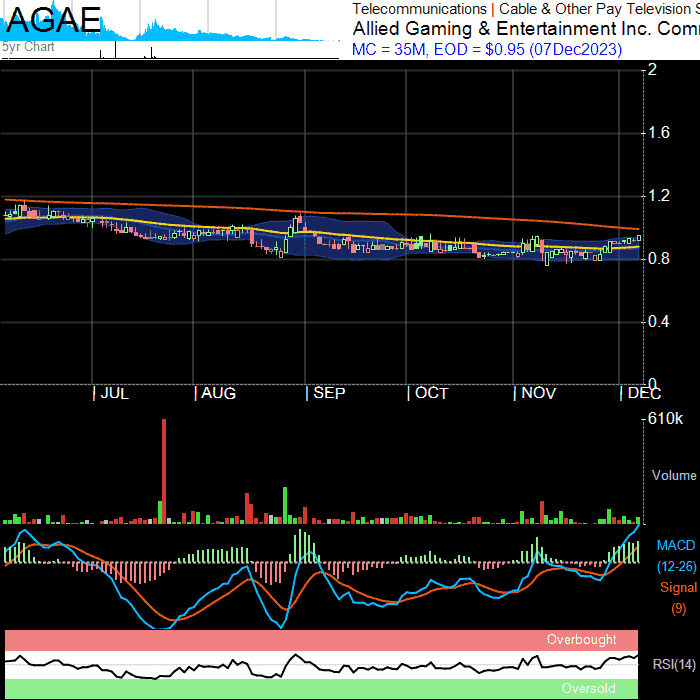 AGAE
5yr Chart
Telecommunications | Cable & Other Pay Television S
Allied Gaming & Entertainment Inc. Com
MC = 35M, EOD = $0.95 (07Dec2023)
2
1.6
1.2
0.8
0.4
0
| JUL | AUG | SEP | OCT | NOV | DEC
610k
Volume
MACD
(12-26)
Signal
(9)
Overbought
RSI(14)
Oversold